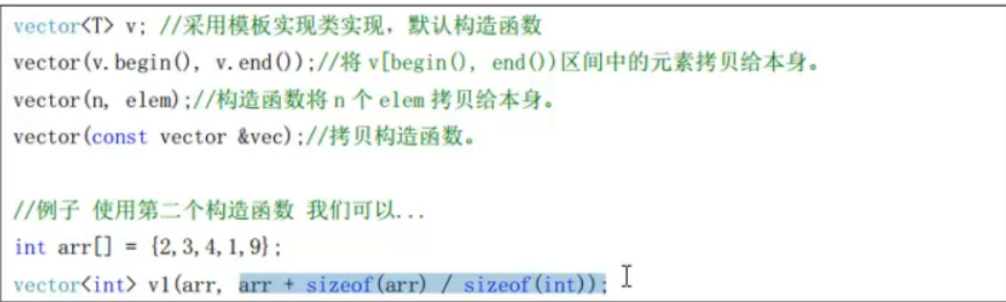 vector<T> v; //采用模板实现类实现，默认构造函数
vector(v.begin(), v.end());//将 v[begin(), end())区间中的元素拷贝给本身。
vector(n, elem);//构造函数将 n 个 elem 拷贝给本身。
vector(const vector &vec);//拷贝构造函数。
//例子 使用第二个构造函数 我们可以...
int arr[] = {2,3,4,1,9};
vector<int> v1(arr, arr + sizeof(arr) / sizeof(int));